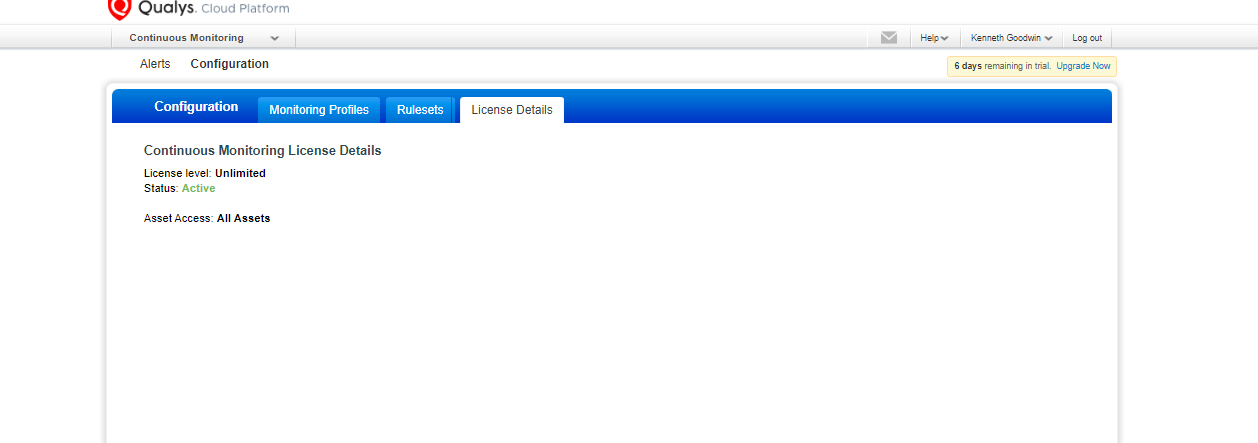 Qualys. Cloud Platform
Continuous Monitoring
Help
Kenneth Goodwin
Log out
Alerts
Configuration
6 days remaining in trial. Upgrade Now
Configuration
Monitoring Profiles
Rulesets
License Details
Continuous Monitoring License Details
License level: Unlimited
Status: Active
Asset Access: All Assets